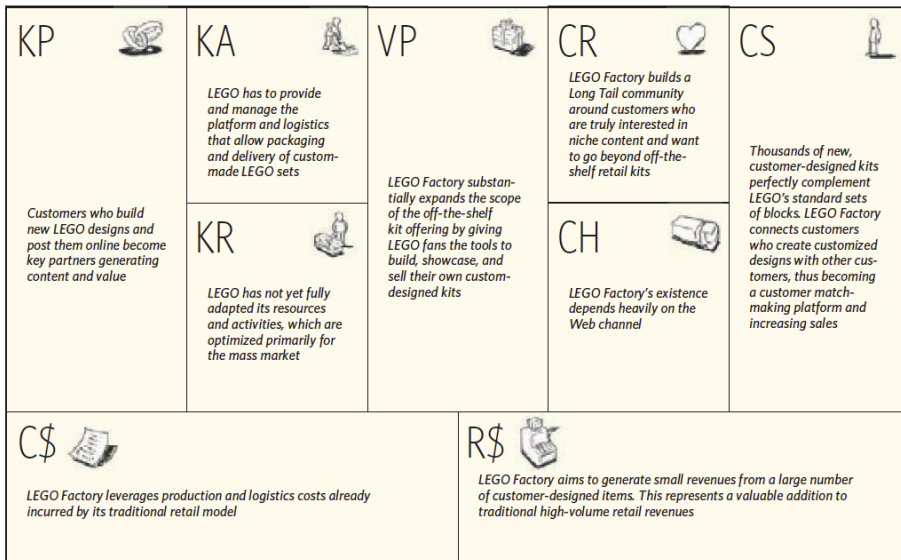 KP
Customers who build
new LEGO designs and
post them online become
key partners generating
content and value
KA
LEGO has to provide
and manage the
platform and logistics
that allow packaging
and delivery of custom-
made LEGO sets
KR
LEGO has not yet fully
adapted its resources
and activities, which are
optimized primarily for
the mass market
VP
LEGO Factory substan-
tially expands the scope
of the off-the-shelf
kit offering by giving
LEGO fans the tools to
build, showcase, and
sell their own custom-
designed kits
CR
LEGO Factory builds a
Long Tail community
around customers who
are truly interested in
niche content and want
to go beyond off-the-
shelf retail kits
CH
LEGO Factory's existence
depends heavily on the
Web channel
CS
Thousands of new,
customer-designed kits
perfectly complement
LEGO's standard sets
of blocks. LEGO Factory
connects customers
who create customized
designs with other cus-
tomers, thus becoming
a customer match-
making platform and
increasing sales
C$
LEGO Factory leverages production and logistics costs already
incurred by its traditional retail model
R$
LEGO Factory aims to generate small revenues from a large number
of customer-designed items. This represents a valuable addition to
traditional high-volume retail revenues